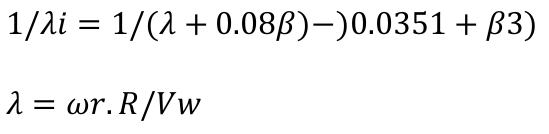 1/λi = 1/(λ + 0.08β)−)0.0351 + β3)
λ = ωr. R/Vw